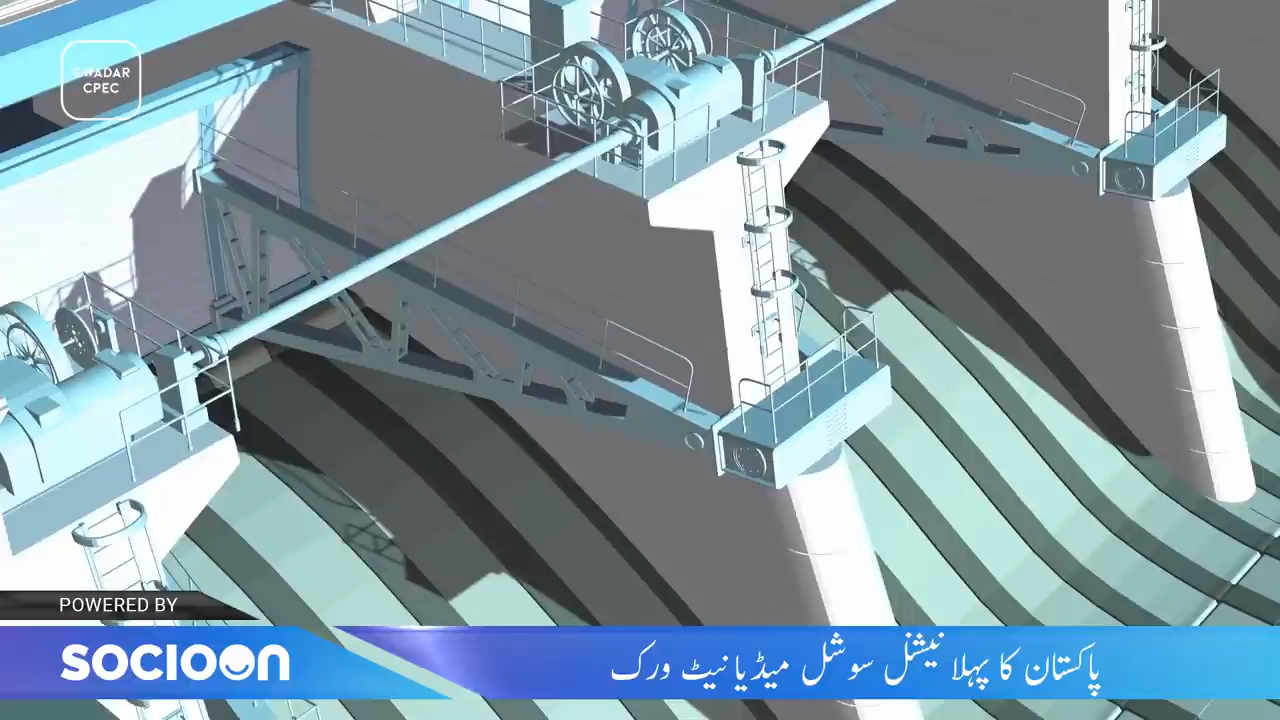 GWADAR
CPEC
POWERED BY
SOCIOON
پاکستان کا پہلا نیشنل سوشل میڈیا نیٹ ورک